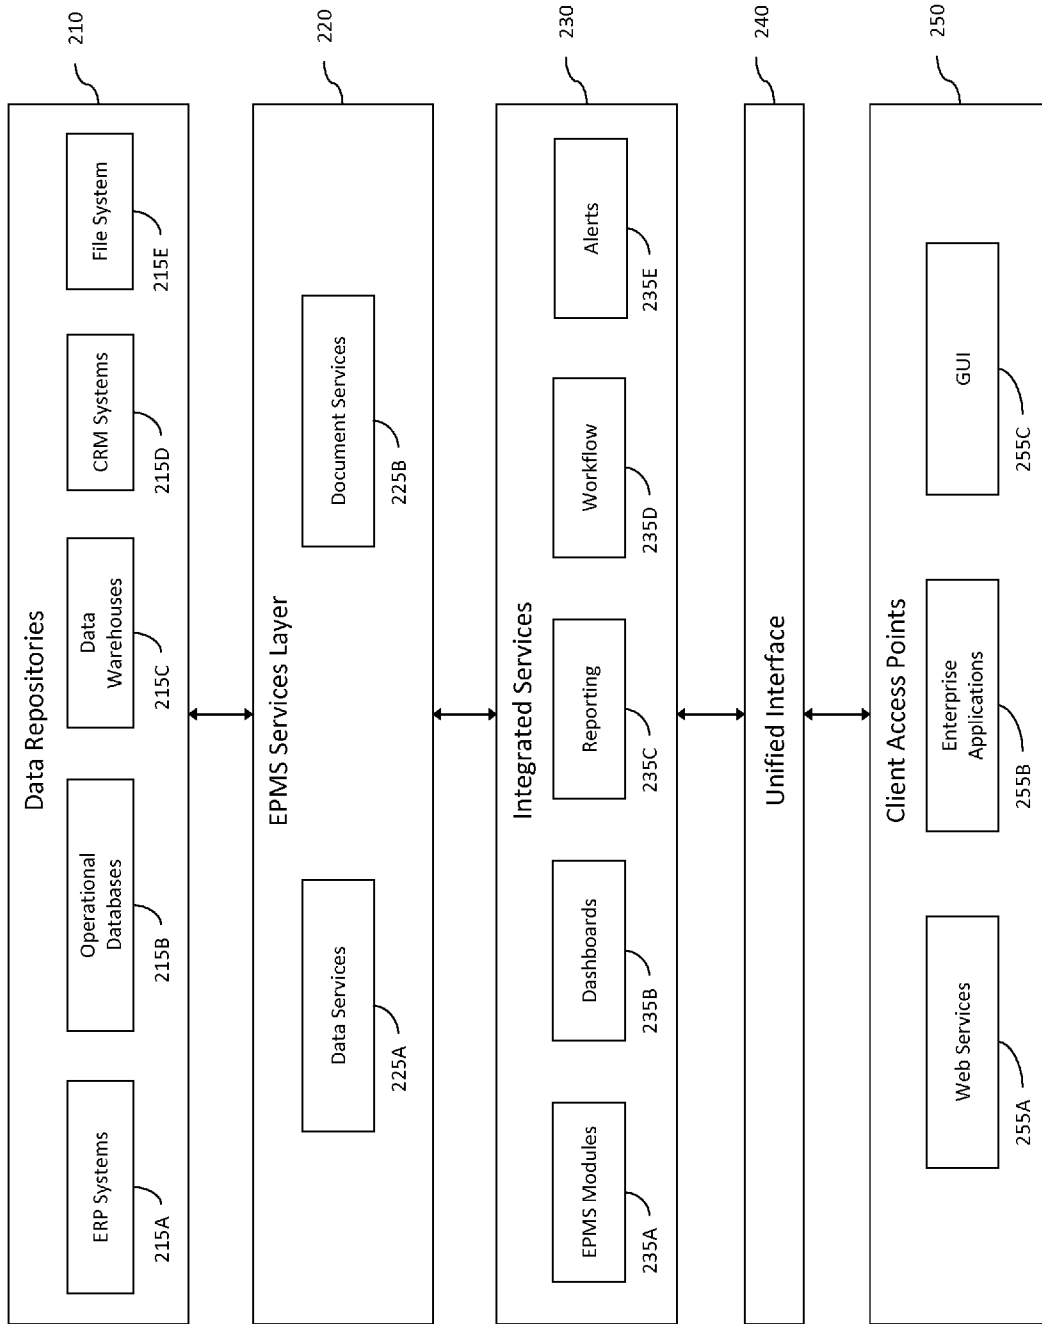 Data Repositories
210
ERP Systems
215A
Operational
Databases
215B
Data
Warehouses
215C
CRM Systems
215D
File System
215E
EPMS Services Layer
220
Data Services
225A
Document Services
225B
Integrated Services
230
EPMS Modules
235A
Dashboards
235B
Reporting
235C
Workflow
235D
Alerts
235E
Unified Interface
240
Client Access Points
250
Web Services
255A
Enterprise
Applications
255B
GUI
255C